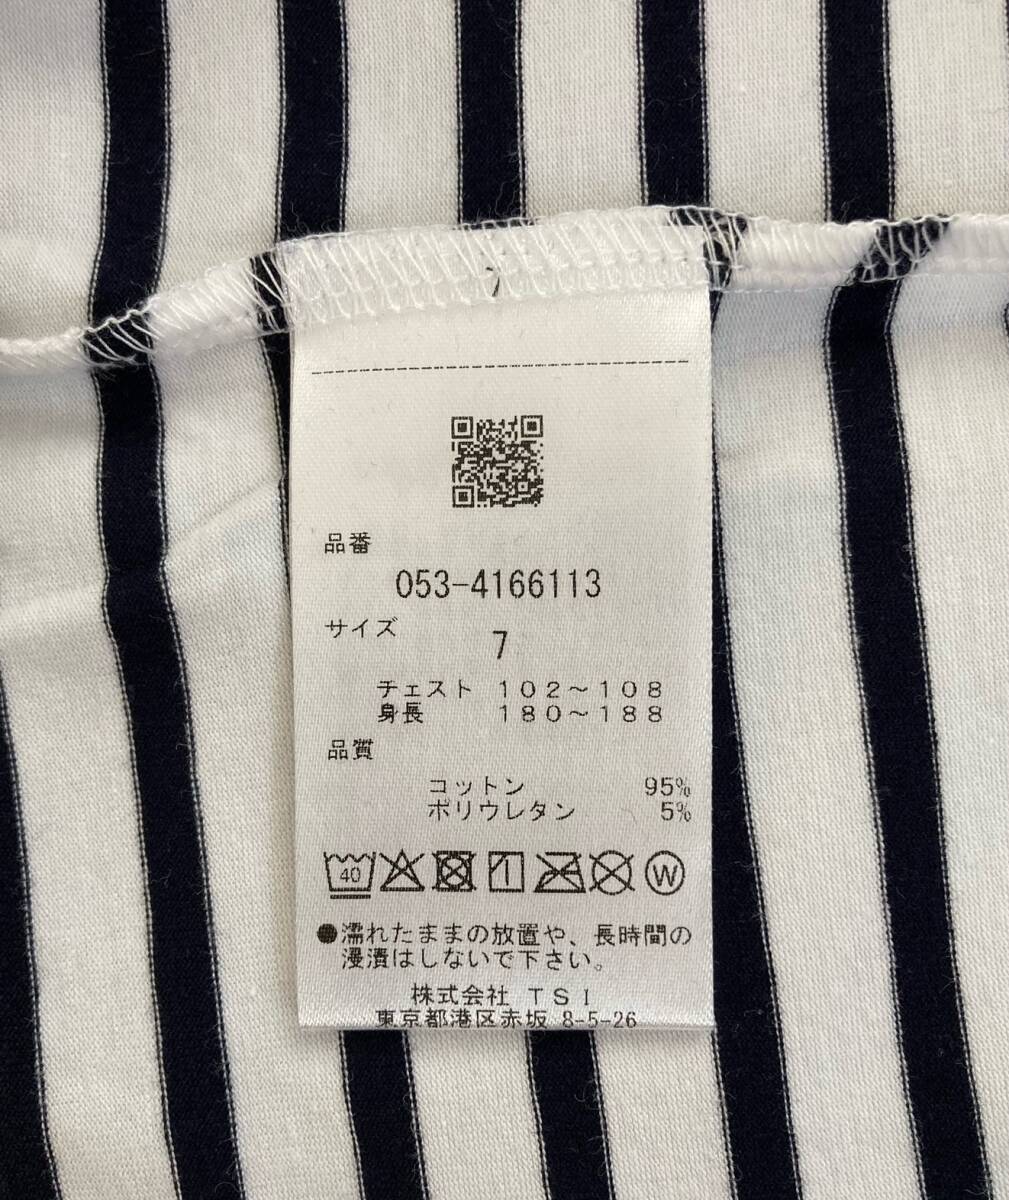 品番
053-4166113
サイズ
7
チェスト 102～108
身長 180～188
品質
コットン 95%
ポリウレタン 5%
40 W
●濡れたままの放置や、長時間の
浸漬はしないで下さい。
株式会社 TSI
東京都港区赤坂 8-5-26